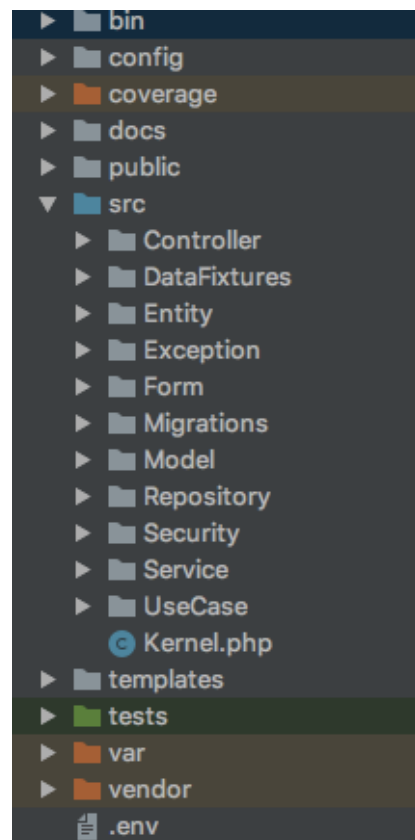 bin
config
coverage
docs
public
src
Controller
DataFixtures
Entity
Exception
Form
Migrations
Model
Repository
Security
Service
UseCase
Kernel.php
templates
tests
var
vendor
.env